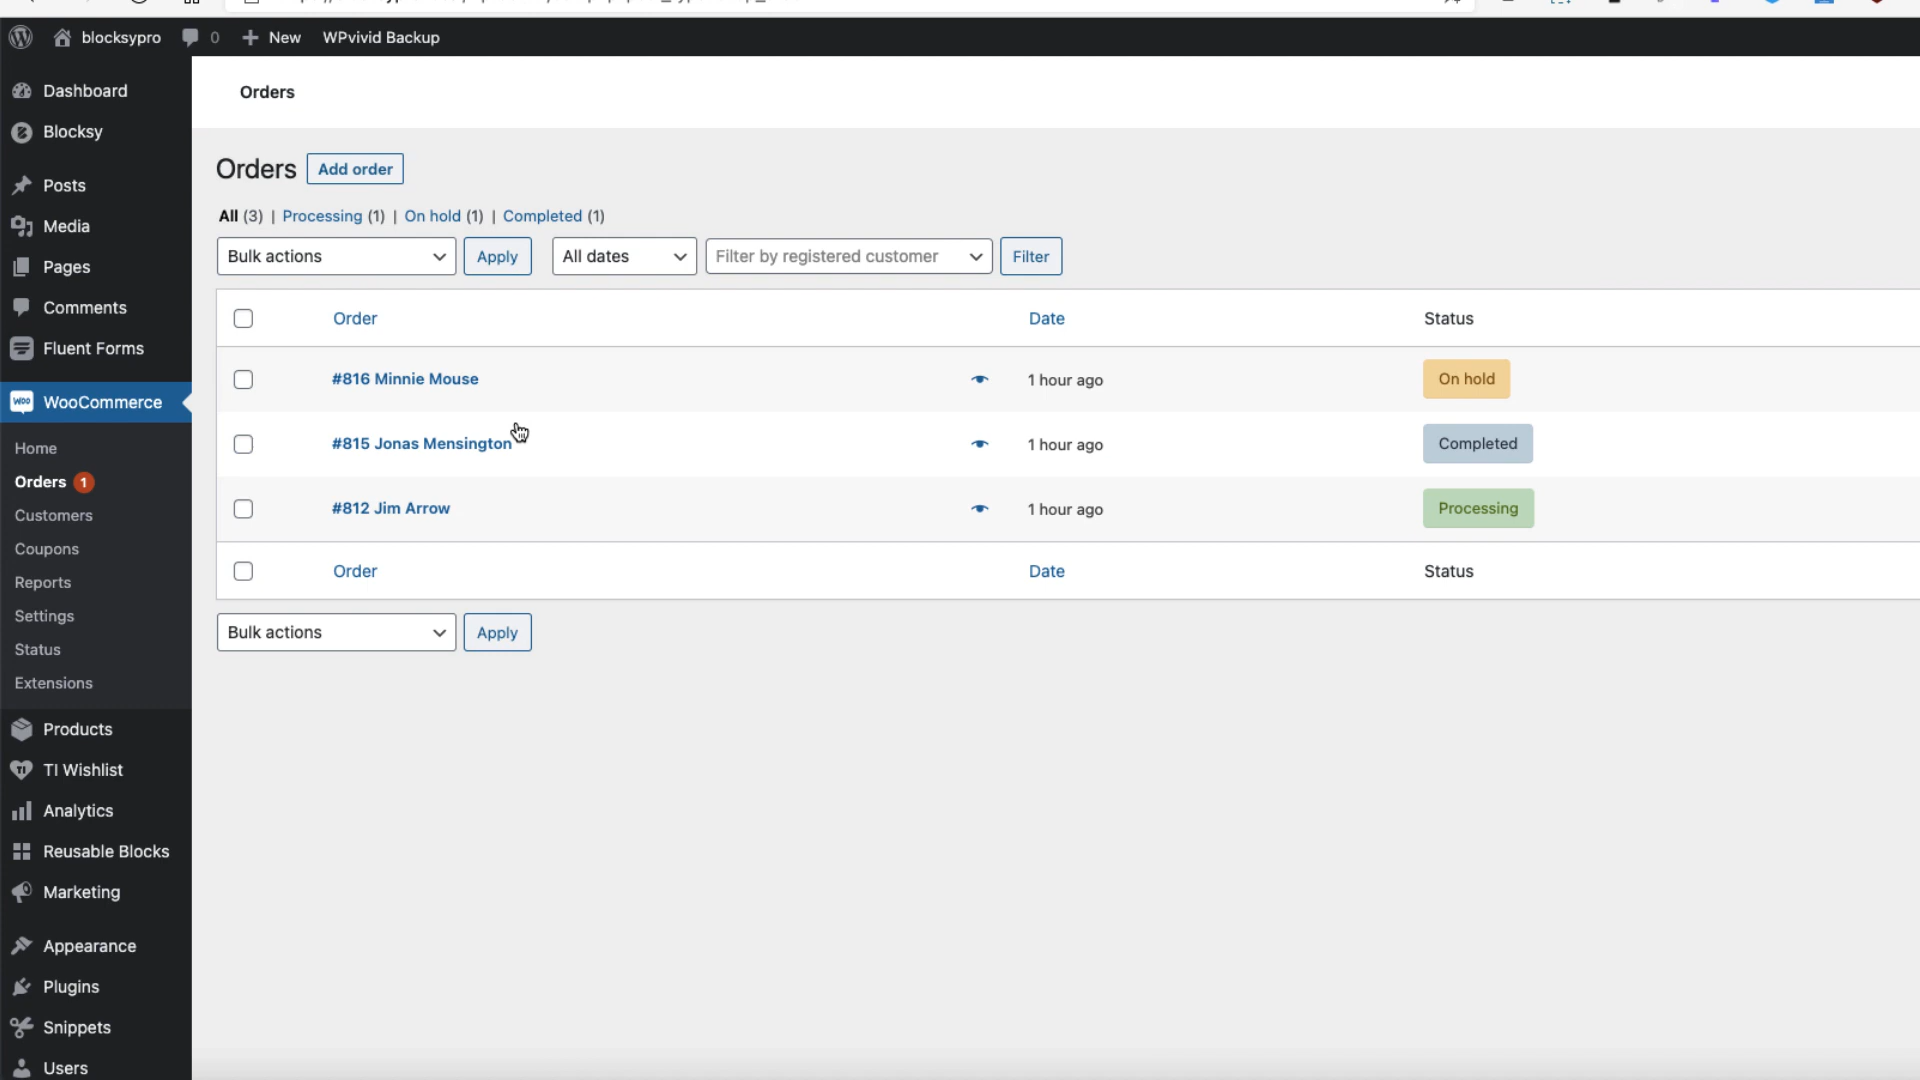 blocksypro 0 New WPvivid Backup
Dashboard
Blocksy
Posts
Media
Pages
Comments
Fluent Forms
WooCommerce
Home
Orders 1
Customers
Coupons
Reports
Settings
Status
Extensions
Products
TI Wishlist
Analytics
Reusable Blocks
Marketing
Appearance
Plugins
Snippets
Users
Orders
Orders Add order
All (3) | Processing (1) | On hold (1) | Completed (1)
Bulk actions Apply All dates Filter by registered customer Filter
Order Date Status
#816 Minnie Mouse 1 hour ago On hold
#815 Jonas Mensington 1 hour ago Completed
#812 Jim Arrow 1 hour ago Processing
Order Date Status
Bulk actions Apply